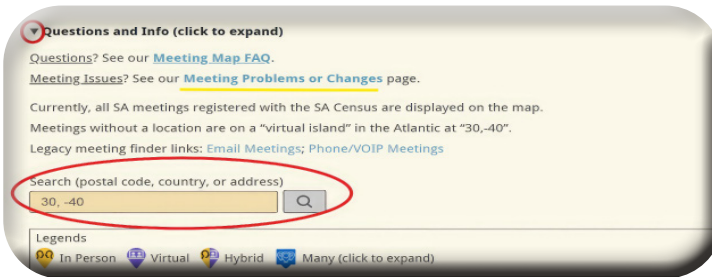 ▼Questions and Info (click to expand)
Questions? See our Meeting Map FAQ.
Meeting Issues? See our Meeting Problems or Changes page.
Currently, all SA meetings registered with the SA Census are displayed on the map.
Meetings without a location are on a “virtual island” in the Atlantic at “30,-40”.
Legacy meeting finder links: Email Meetings; Phone/VOIP Meetings
Search (postal code, country, or address)
30, -40
Legends
In Person Virtual Hybrid Many (click to expand)